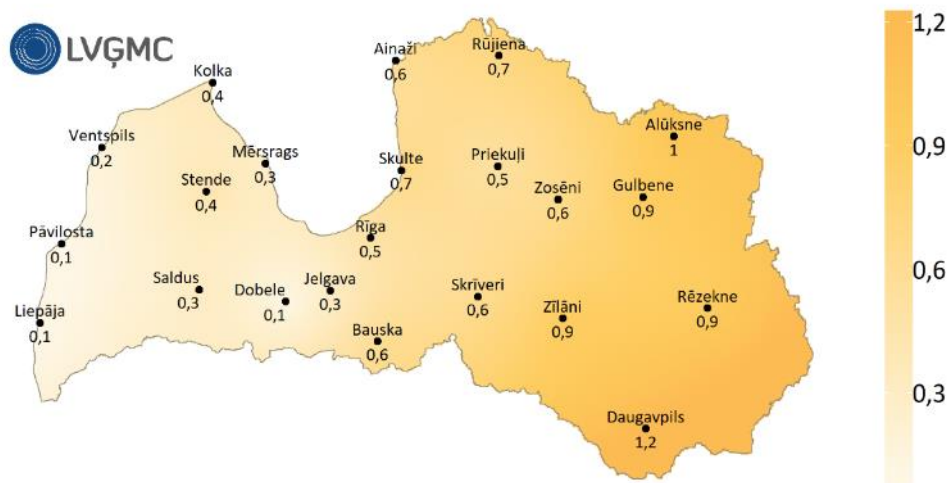 LVĢMC
1,2
Ainaži
0,6
Rūjiena
0,7
Kolka
0,4
Alūksne
1
Ventspils
0,2
0,9
Mērsrags
0,3
Skulte
0,7
Priekuļi
0,5
Stende
0,4
Zosēni
0,6
Gulbene
0,9
Pāvilosta
0,1
Rīga
0,5
0,6
Saldus
0,3
Dobele
0,1
Jelgava
0,3
Skrīveri
0,6
Zīlāni
0,9
Rēzekne
0,9
Liepāja
0,1
Bauska
0,6
0,3
Daugavpils
1,2